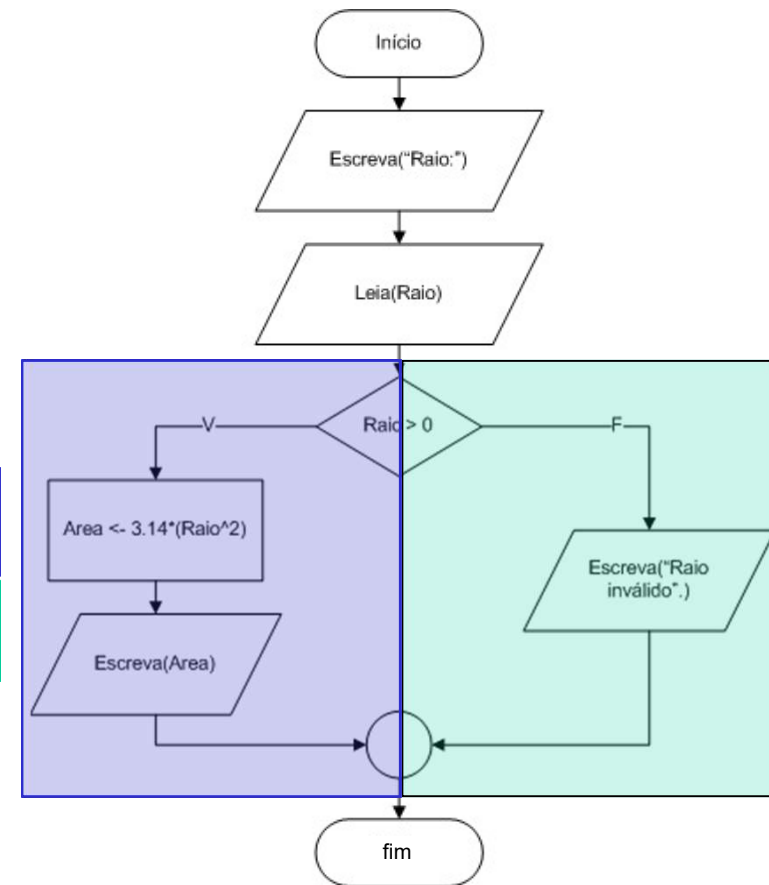 Início
Escreva(“Raio:”)
Leia(Raio)
Raio > 0
V
F
Area <- 3.14*(Raio^2)
Escreva(“Raio
inválido”.)
Escreva(Area)
fim